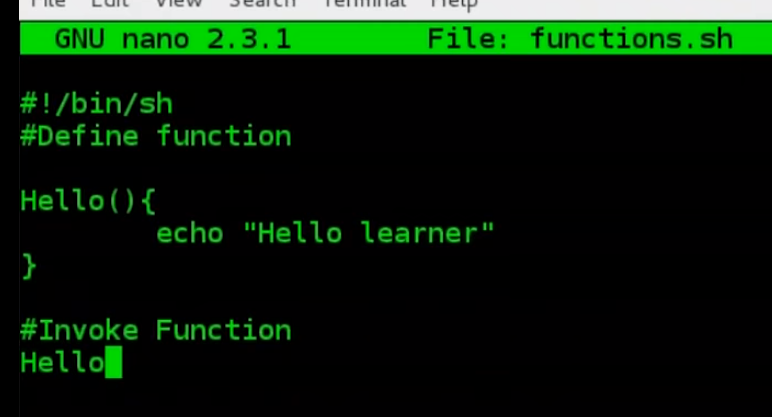 File Edit View Search Terminal Help
GNU nano 2.3.1 File: functions.sh
#!/bin/sh
#Define function
Hello(){
echo "Hello learner"
}
#Invoke Function
Hello